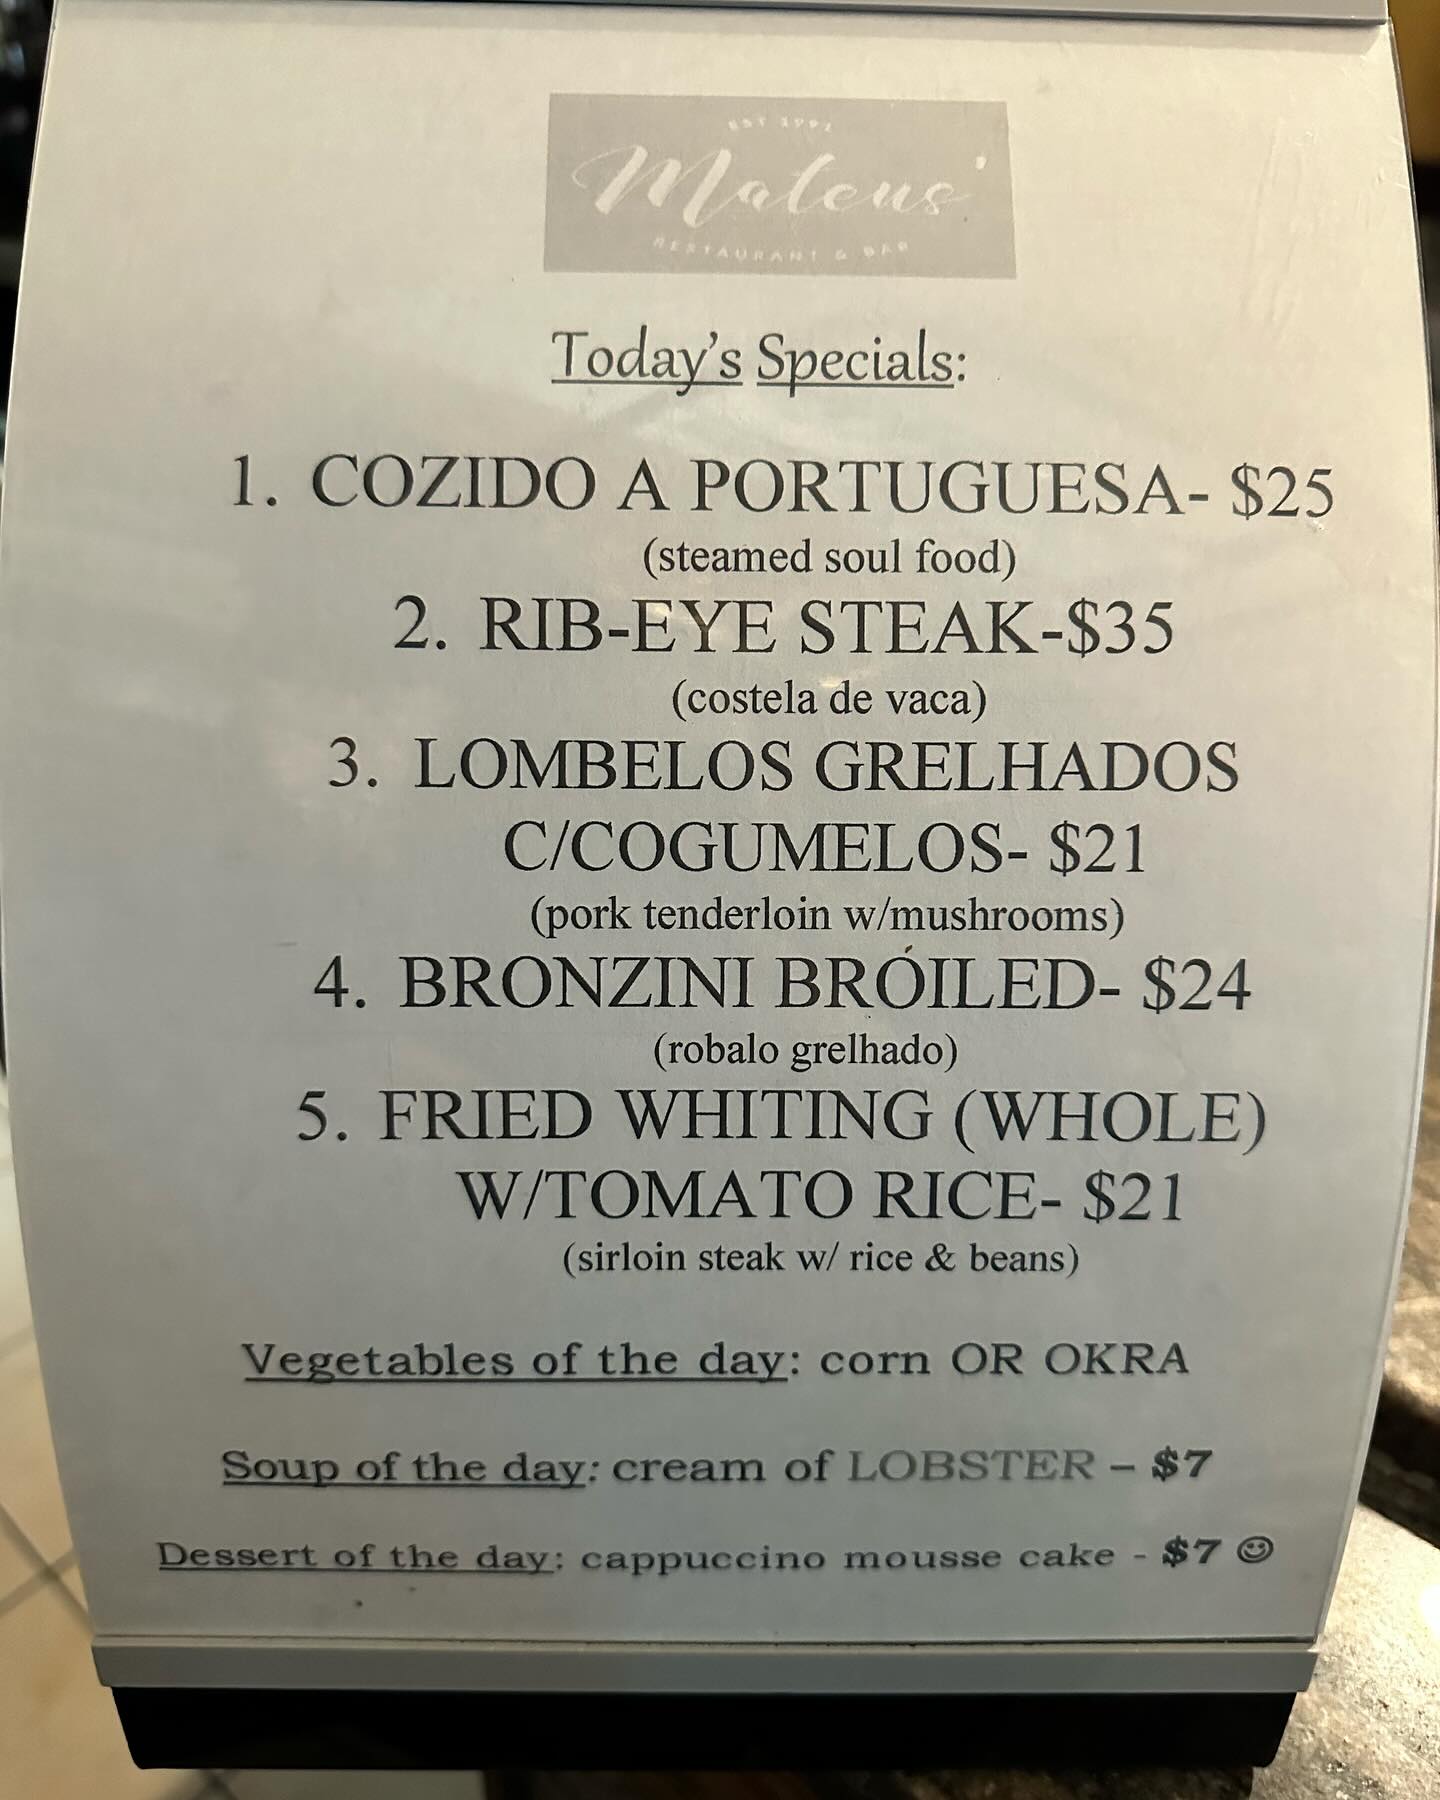 EST 1991
Mateus'
RESTAURANT & BAR
Today's Specials:
1. COZIDO A PORTUGUESA- $25
(steamed soul food)
2. RIB-EYE STEAK-$35
(costela de vaca)
3. LOMBELOS GRELHADOS
C/COGUMELOS- $21
(pork tenderloin w/mushrooms)
4. BRONZINI BROILED- $24
(robalo grelhado)
5. FRIED WHITING (WHOLE)
W/TOMATO RICE- $21
(sirloin steak w/ rice & beans)
Vegetables of the day: corn OR OKRA
Soup of the day: cream of LOBSTER – $7
Dessert of the day: cappuccino mousse cake - $7 ☺